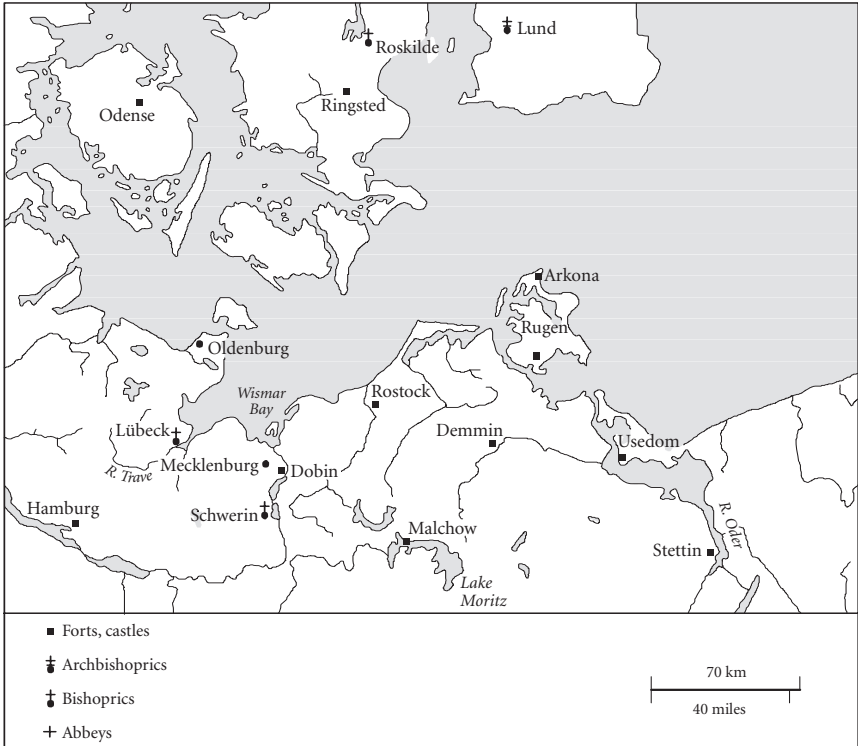 Roskilde
Lund
Odense
Ringsted
Arkona
Rugen
Oldenburg
Wismar
Bay
Rostock
Lübeck
Demmin
Usedom
Mecklenburg
Dobin
R. Trave
Hamburg
Schwerin
Malchow
R. Oder
Stettin
Lake
Moritz
Forts, castles
Archbishoprics
Bishoprics
Abbeys
70 km
40 miles